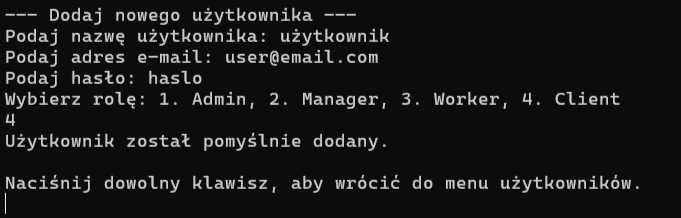 --- Dodaj nowego użytkownika ---
Podaj nazwę użytkownika: użytkownik
Podaj adres e-mail: user@email.com
Podaj hasło: haslo
Wybierz rolę: 1. Admin, 2. Manager, 3. Worker, 4. Client
4
Użytkownik został pomyślnie dodany.
Naciśnij dowolny klawisz, aby wrócić do menu użytkowników.